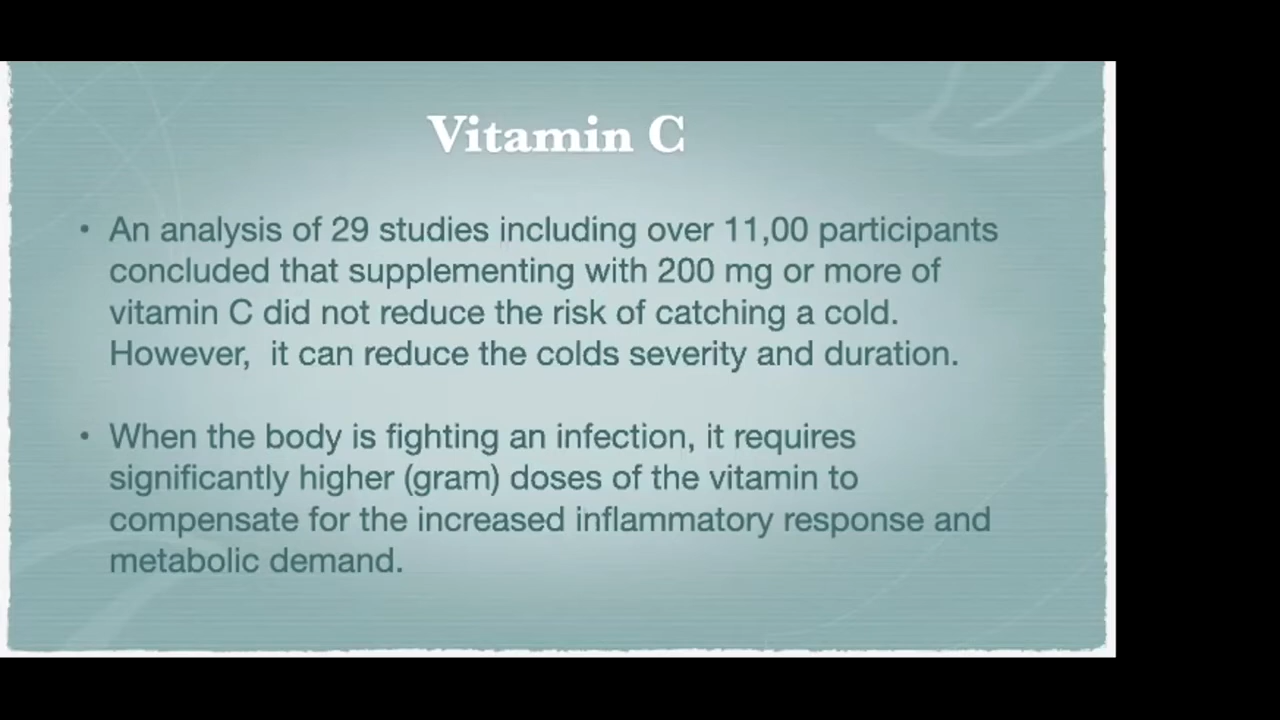 Vitamin C
• An analysis of 29 studies including over 11,00 participants
concluded that supplementing with 200 mg or more of
vitamin C did not reduce the risk of catching a cold.
However,  it can reduce the colds severity and duration.
• When the body is fighting an infection, it requires
significantly higher (gram) doses of the vitamin to
compensate for the increased inflammatory response and
metabolic demand.